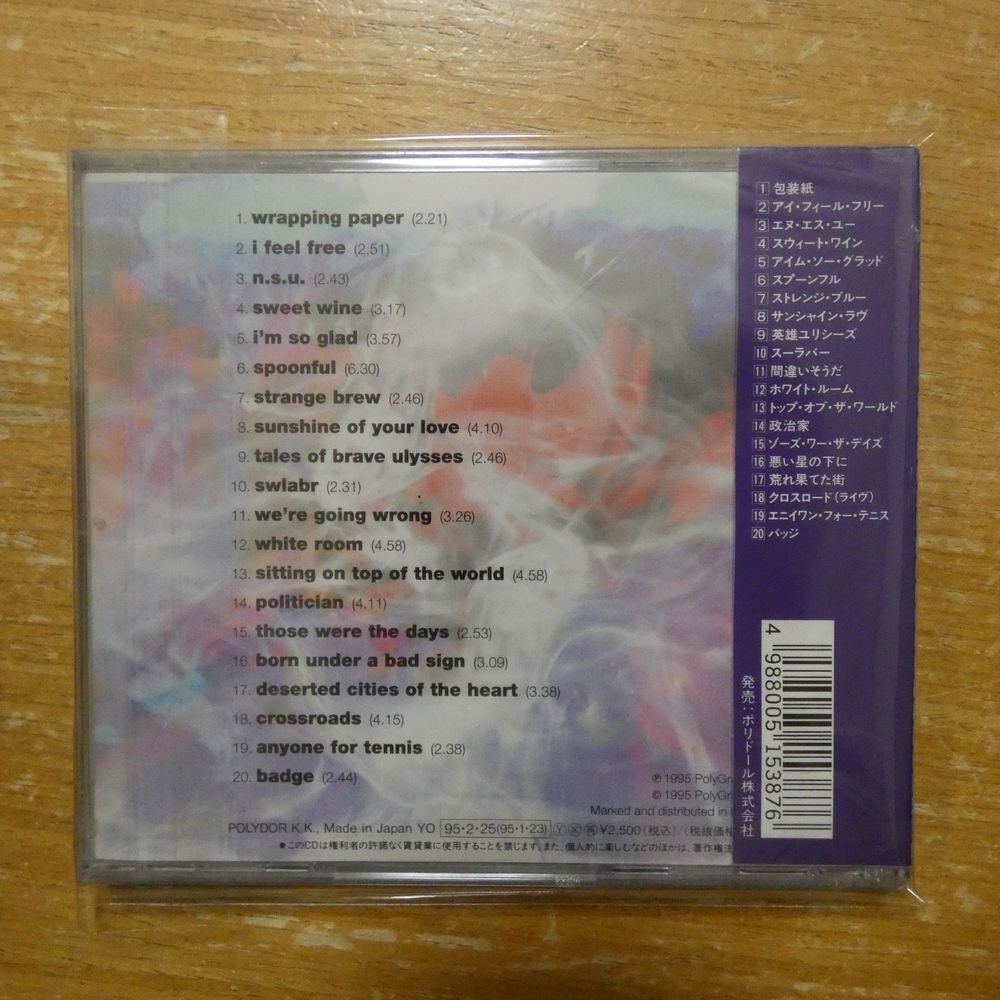 1. wrapping paper (2.21)
2. i feel free (2.51)
3. n.s.u. (2.43)
4. sweet wine (3.17)
5. i'm so glad (3.57)
6. spoonful (6.30)
7. strange brew (2.46)
8. sunshine of your love (4.10)
9. tales of brave ulysses (2.46)
10. swlabr (2.31)
11. we're going wrong (3.26)
12. white room (4.58)
13. sitting on top of the world (4.58)
14. politician (4.11)
15. those were the days (2.53)
16. born under a bad sign (3.09)
17. deserted cities of the heart (3.38)
18. crossroads (4.15)
19. anyone for tennis (2.38)
20. badge (2.44)
℗ 1995 PolyGra
© 1995 PolyGra
Marked and distributed in
POLYDOR K.K., Made in Japan YO 95・2・25(95・1・23) Ⓨ Ⓧ ㊞ ¥2,500(税込)/(税抜価格
●このCDは権利者の許諾なく賃貸業に使用することを禁じます。また、個人的に楽しむなどのほかは、著作権法
1 包装紙
2 アイ・フィール・フリー
3 エヌ・エス・ユー
4 スウィート・ワイン
5 アイム・ソー・グラッド
6 スプーンフル
7 ストレンジ・ブルー
8 サンシャイン・ラヴ
9 英雄ユリシーズ
10 スーラバー
11 間違いそうだ
12 ホワイト・ルーム
13 トップ・オブ・ザ・ワールド
14 政治家
15 ゾーズ・ワー・ザ・デイズ
16 悪い星の下に
17 荒れ果てた街
18 クロスロード(ライヴ)
19 エニイワン・フォー・テニス
20 バッジ
4 988005 153876
発売:ポリドール株式会社